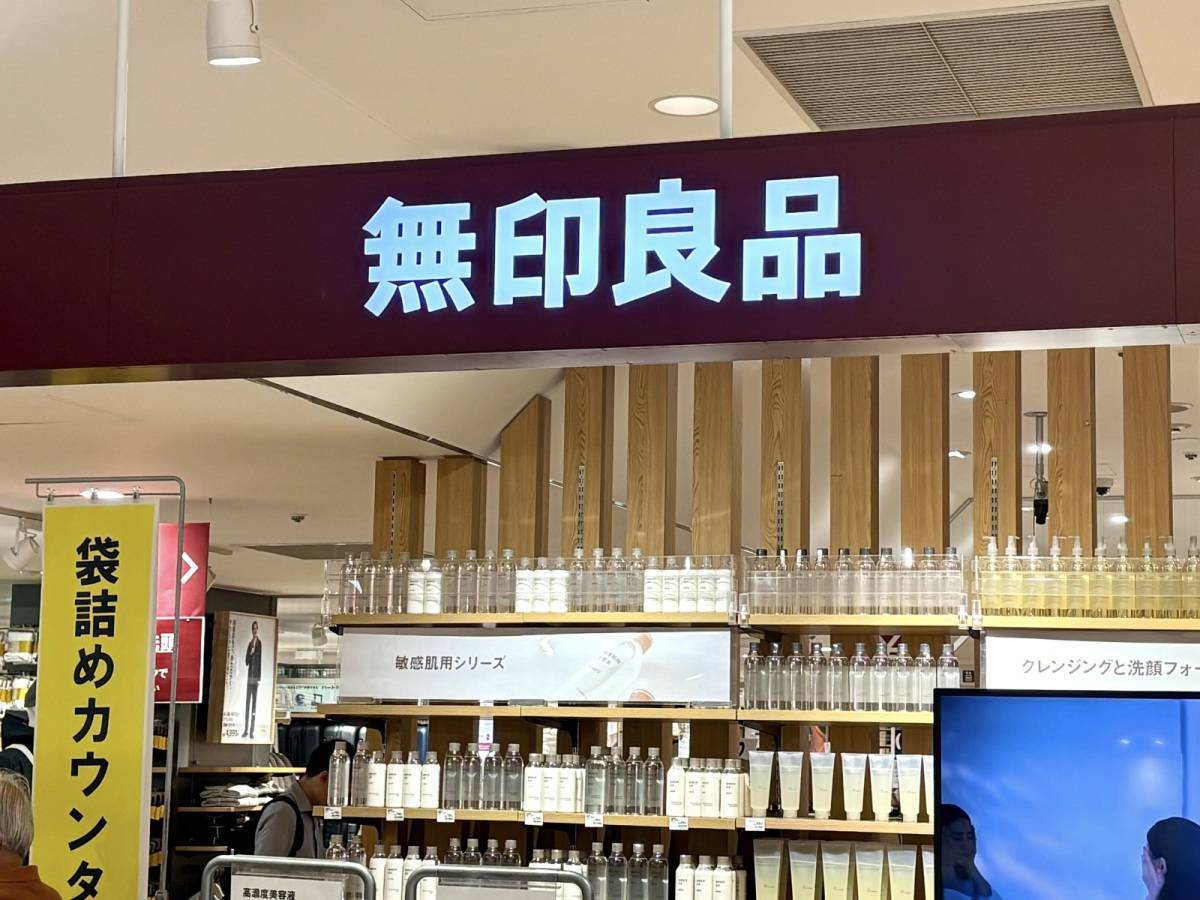 無印良品
袋詰めカウンタ
敏感肌用シリーズ
クレンジングと洗顔フォー
高濃度美容液